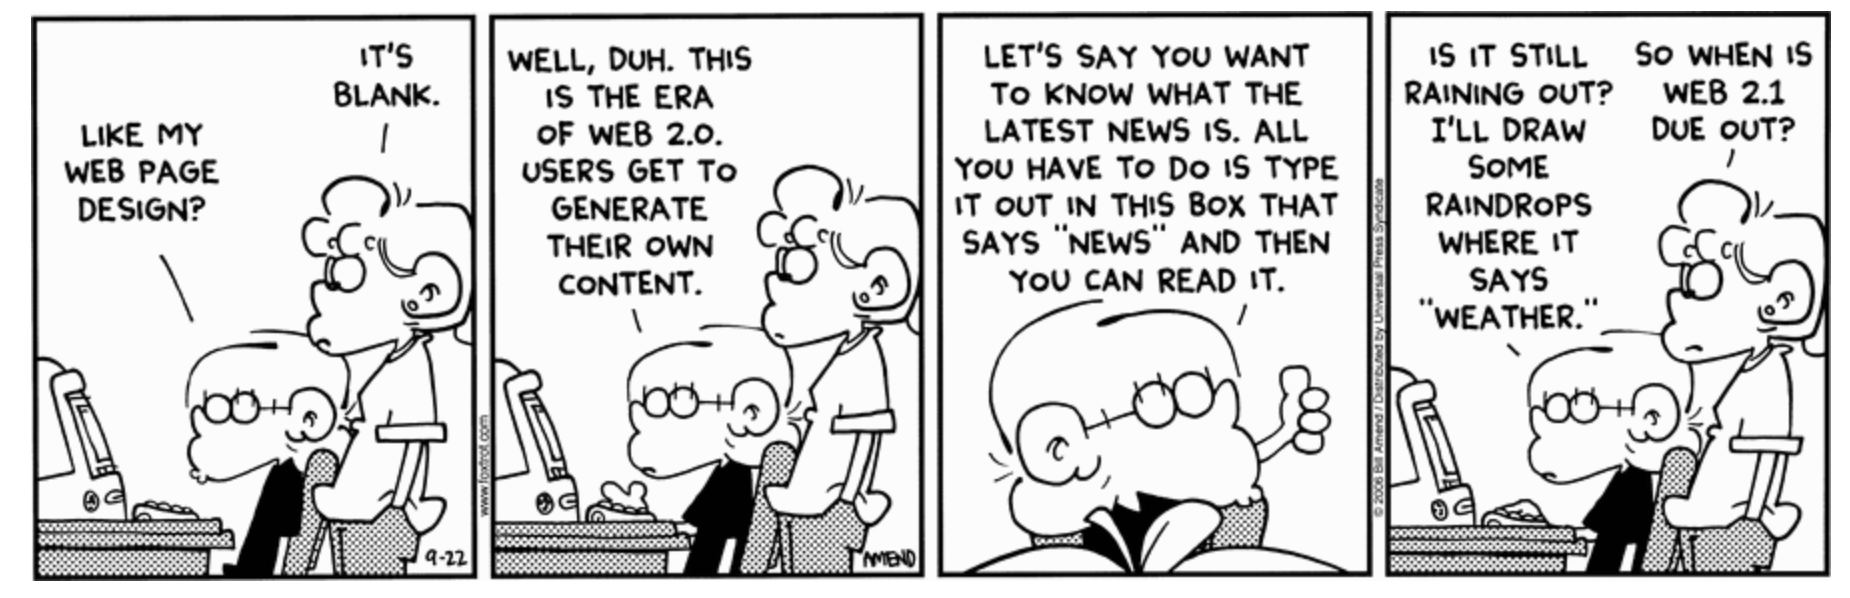 LIKE MY
WEB PAGE
DESIGN?
IT'S
BLANK.
9-22
www.foxtrot.com
WELL, DUH. THIS
IS THE ERA
OF WEB 2.0.
USERS GET TO
GENERATE
THEIR OWN
CONTENT.
AMEND
LET'S SAY YOU WANT
TO KNOW WHAT THE
LATEST NEWS IS. ALL
YOU HAVE TO DO IS TYPE
IT OUT IN THIS BOX THAT
SAYS "NEWS" AND THEN
YOU CAN READ IT.
© 2006 Bill Amend / Distributed by Universal Press Syndicate
IS IT STILL
RAINING OUT?
I'LL DRAW
SOME
RAINDROPS
WHERE IT
SAYS
"WEATHER."
SO WHEN IS
WEB 2.1
DUE OUT?